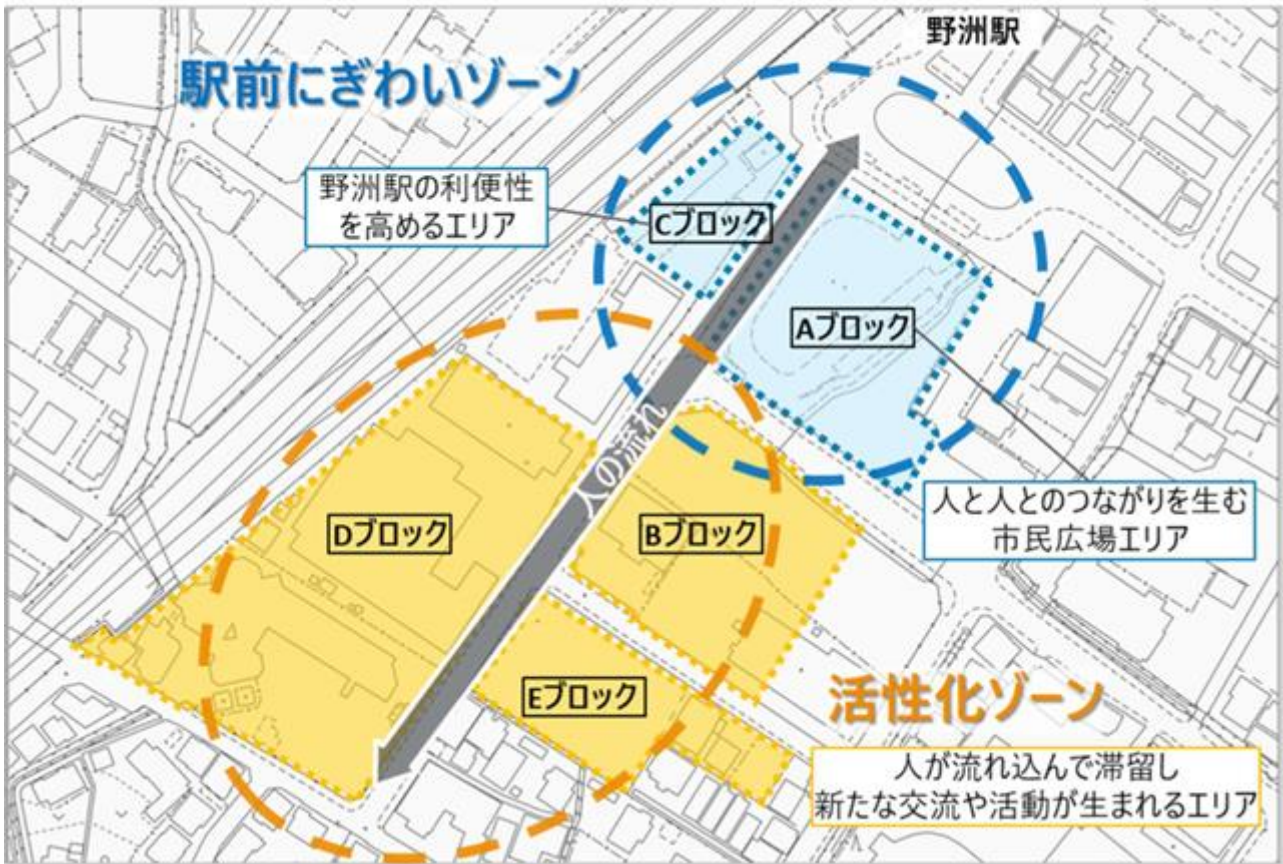 野洲駅
駅前にぎわいゾーン
野洲駅の利便性
を高めるエリア
Cブロック
Aブロック
人の流れ
人と人とのつながりを生む
市民広場エリア
Dブロック
Bブロック
Eブロック
活性化ゾーン
人が流れ込んで滞留し
新たな交流や活動が生まれるエリア